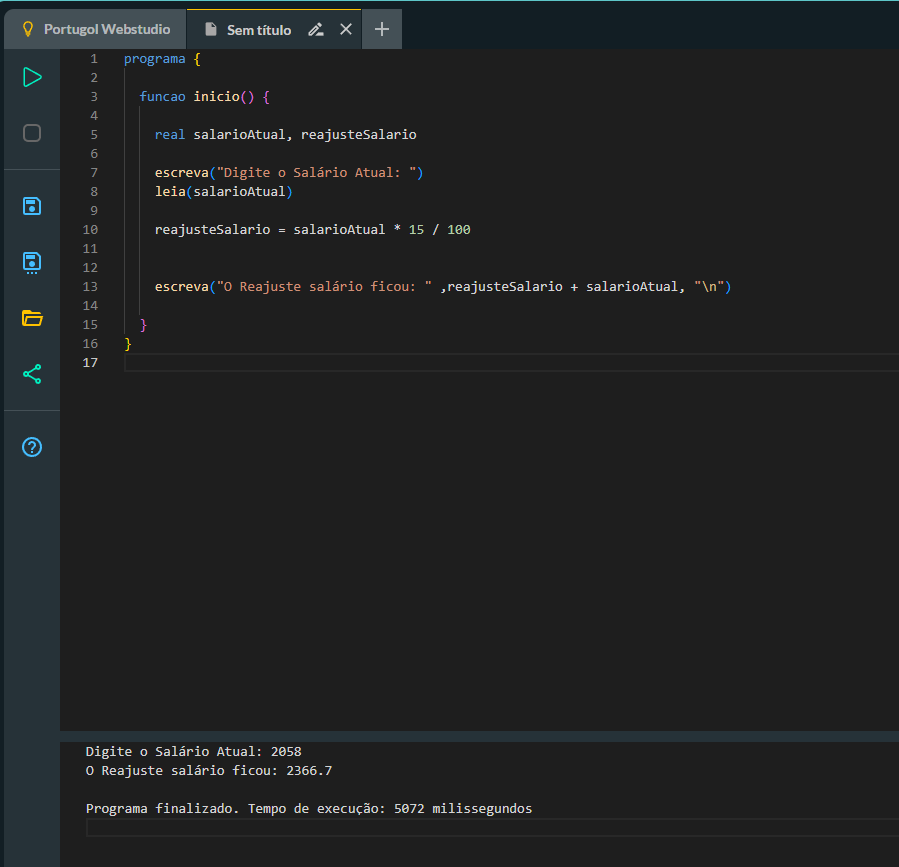 Portugol Webstudio
Sem título
1 programa {
2
3 funcao inicio() {
4
5 real salarioAtual, reajusteSalario
6
7 escreva("Digite o Salário Atual: ")
8 leia(salarioAtual)
9
10 reajusteSalario = salarioAtual * 15 / 100
11
12
13 escreva("O Reajuste salário ficou: " ,reajusteSalario + salarioAtual, "\n")
14
15 }
16 }
17
Digite o Salário Atual: 2058
O Reajuste salário ficou: 2366.7
Programa finalizado. Tempo de execução: 5072 milissegundos